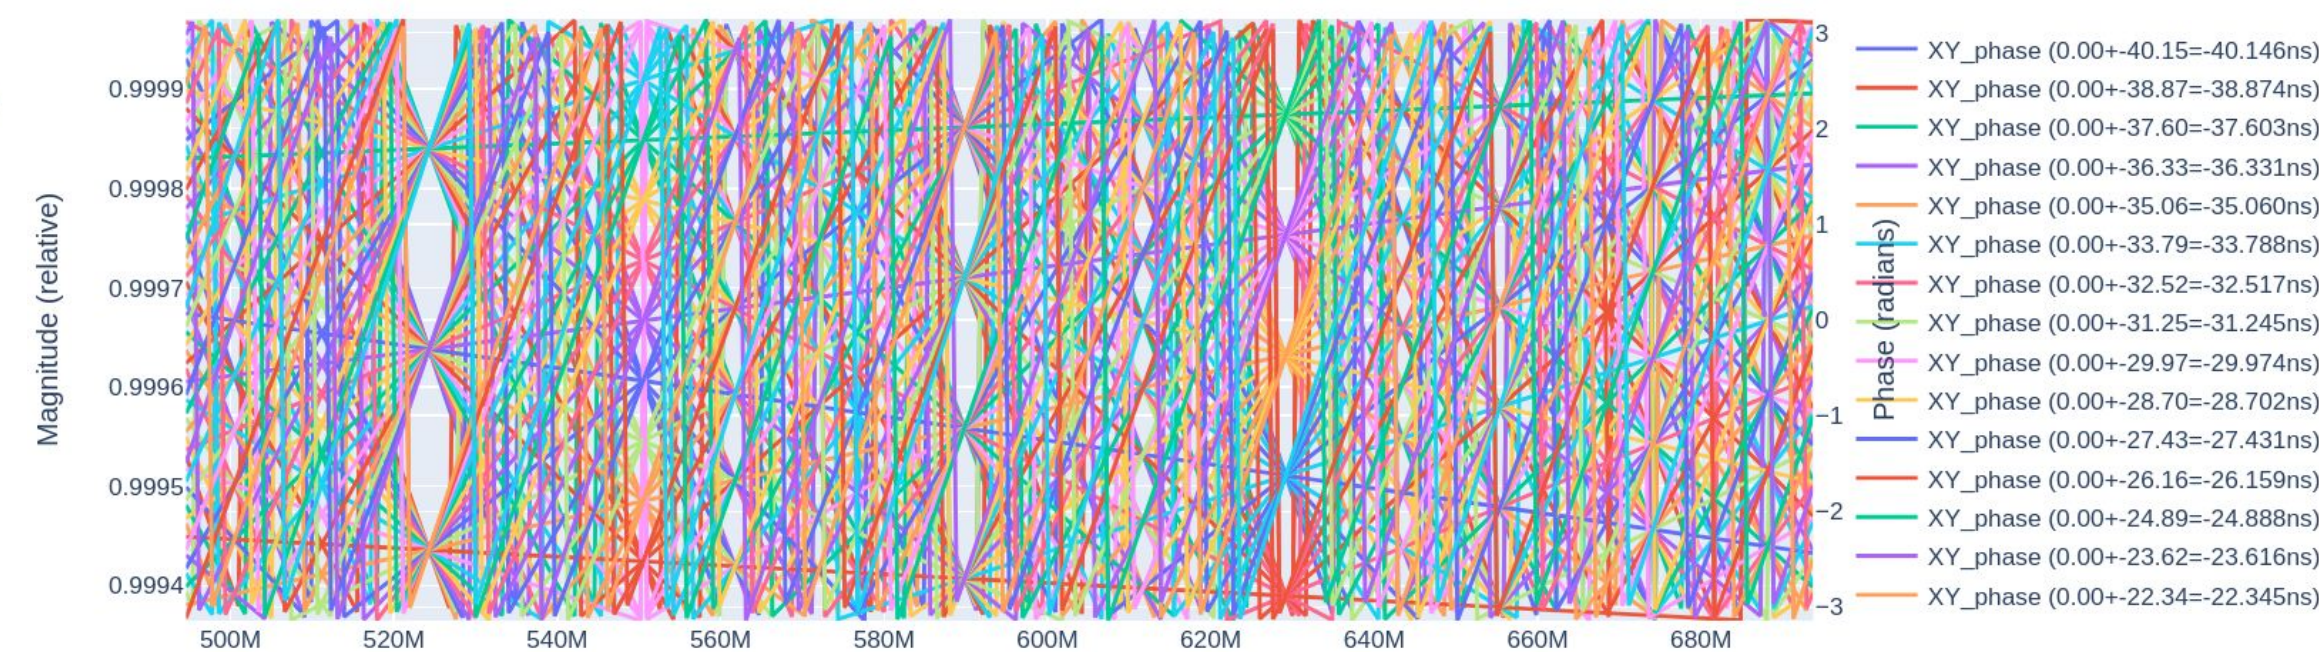 Magnitude (relative)
0.9999
0.9998
0.9997
0.9996
0.9995
0.9994
500M
520M
540M
560M
580M
600M
620M
640M
660M
680M
3
2
1
0
−1
−2
−3
Phase (radians)
XY_phase (0.00+-40.15=-40.146ns)
XY_phase (0.00+-38.87=-38.874ns)
XY_phase (0.00+-37.60=-37.603ns)
XY_phase (0.00+-36.33=-36.331ns)
XY_phase (0.00+-35.06=-35.060ns)
XY_phase (0.00+-33.79=-33.788ns)
XY_phase (0.00+-32.52=-32.517ns)
XY_phase (0.00+-31.25=-31.245ns)
XY_phase (0.00+-29.97=-29.974ns)
XY_phase (0.00+-28.70=-28.702ns)
XY_phase (0.00+-27.43=-27.431ns)
XY_phase (0.00+-26.16=-26.159ns)
XY_phase (0.00+-24.89=-24.888ns)
XY_phase (0.00+-23.62=-23.616ns)
XY_phase (0.00+-22.34=-22.345ns)